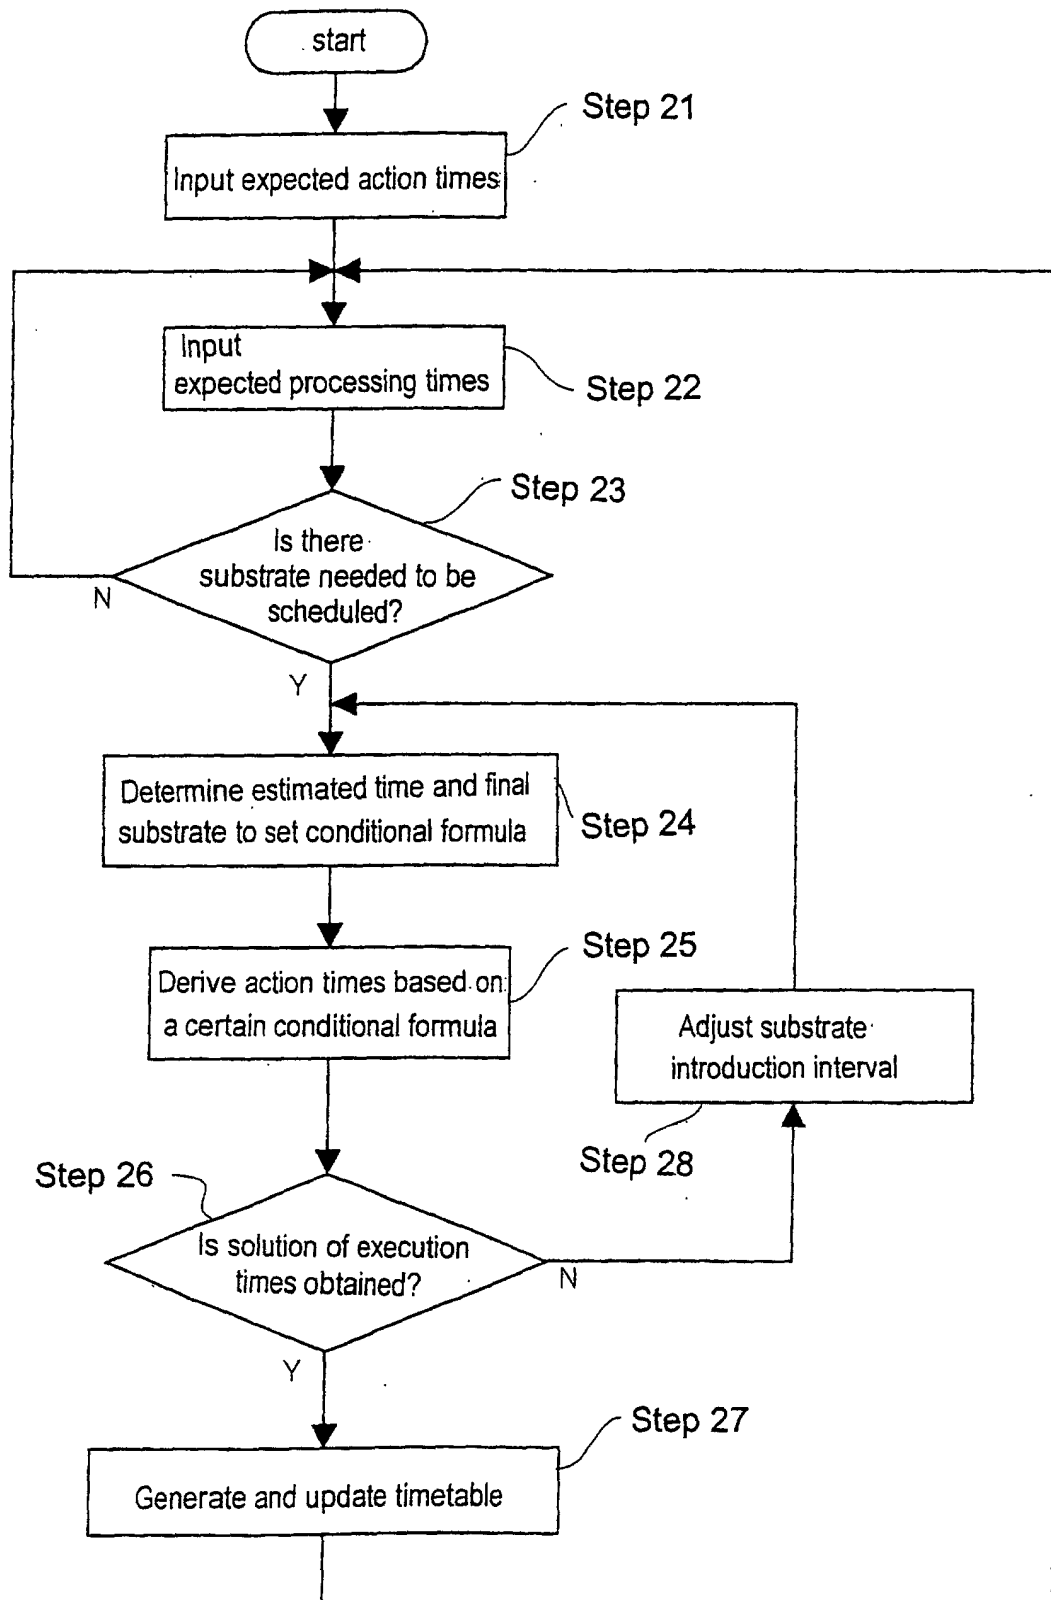 start
Step 21
Input expected action times
Input
expected processing times
Step 22
Step 23
Is there
substrate needed to be
scheduled?
N
Y
Determine estimated time and final
substrate to set conditional formula
Step 24
Step 25
Derive action times based on
a certain conditional formula
Adjust substrate
introduction interval
Step 28
Step 26
Is solution of execution
times obtained?
N
Y
Step 27
Generate and update timetable